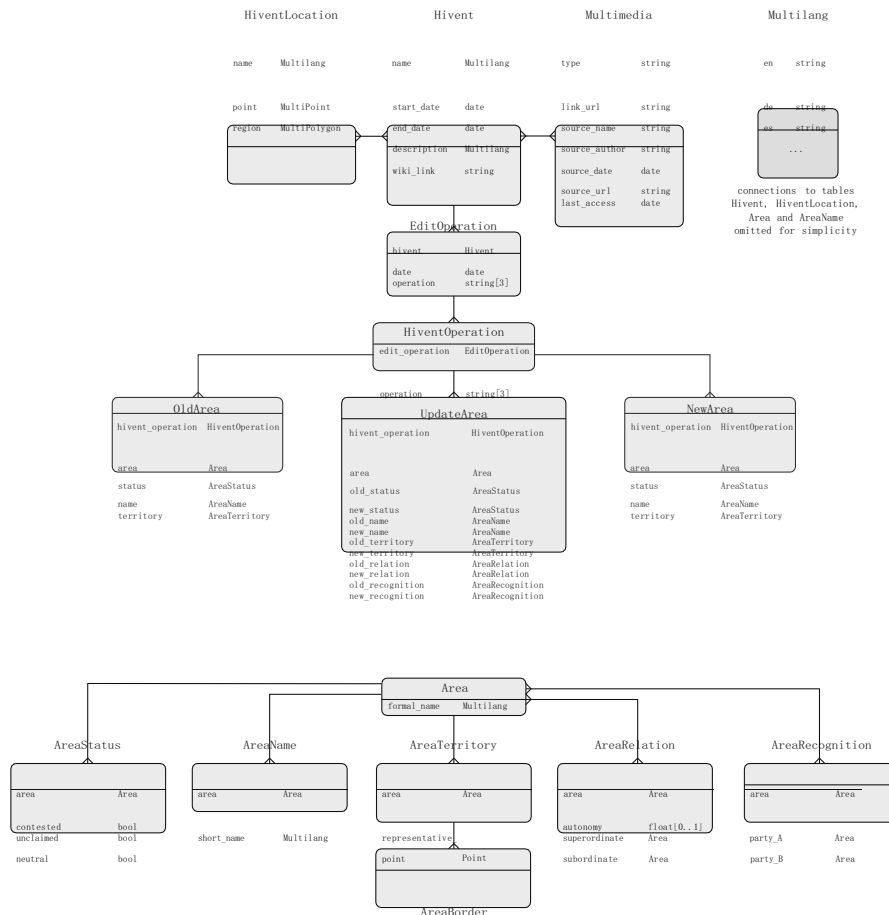 HiventLocation Hivent Multimedia Multilang
name Multilang name Multilang type string en string
point MultiPoint start_date date link_url string de string
region MultiPolygon end_date date source_name string es string
description Multilang source_author string ...
wiki_link string source_date date
source_url string connections to tables
last_access date Hivent, HiventLocation,
Area and AreaName
omitted for simplicity
EditOperation
hivent Hivent
date date
operation string[3]
HiventOperation
edit_operation EditOperation
operation string[3]
OldArea UpdateArea NewArea
hivent_operation HiventOperation hivent_operation HiventOperation hivent_operation HiventOperation
area Area area Area area Area
status AreaStatus old_status AreaStatus status AreaStatus
name AreaName new_status AreaStatus name AreaName
territory AreaTerritory old_name AreaName territory AreaTerritory
new_name AreaName
old_territory AreaTerritory
new_territory AreaTerritory
old_relation AreaRelation
new_relation AreaRelation
old_recognition AreaRecognition
new_recognition AreaRecognition
Area
formal_name Multilang
AreaStatus AreaName AreaTerritory AreaRelation AreaRecognition
area Area area Area area Area area Area area Area
contested bool autonomy float[0..1]
unclaimed bool short_name Multilang representative superordinate Area party_A Area
neutral bool point Point subordinate Area party_B Area
AreaBorder